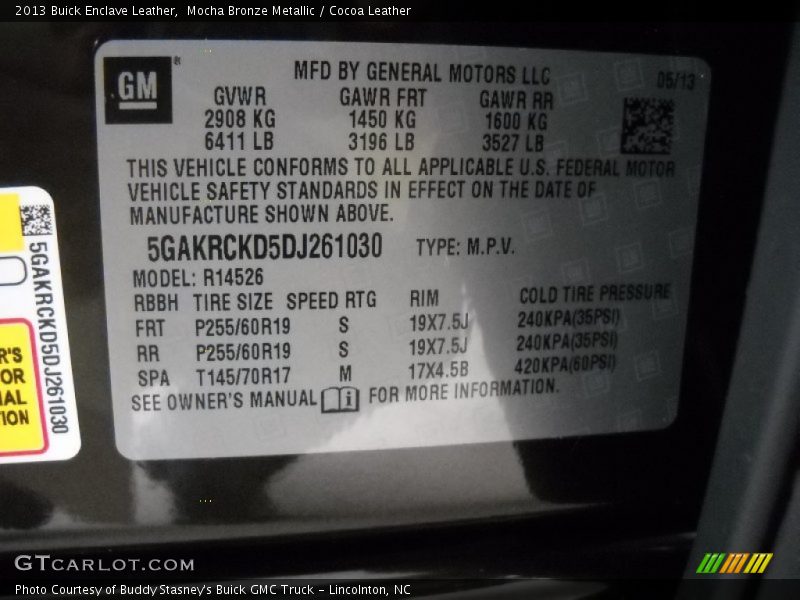 2013 Buick Enclave Leather,  Mocha Bronze Metallic / Cocoa Leather
GM®
MFD BY GENERAL MOTORS LLC
05/13
GVWR GAWR FRT GAWR RR
2908 KG 1450 KG 1600 KG
6411 LB 3196 LB 3527 LB
THIS VEHICLE CONFORMS TO ALL APPLICABLE U.S. FEDERAL MOTOR
VEHICLE SAFETY STANDARDS IN EFFECT ON THE DATE OF
MANUFACTURE SHOWN ABOVE.
5GAKRCKD5DJ261030 TYPE: M.P.V.
MODEL: R14526
RBBH TIRE SIZE SPEED RTG RIM COLD TIRE PRESSURE
FRT P255/60R19 S 19X7.5J 240KPA(35PSI)
RR P255/60R19 S 19X7.5J 240KPA(35PSI)
SPA T145/70R17 M 17X4.5B 420KPA(60PSI)
SEE OWNER'S MANUAL FOR MORE INFORMATION.
5GAKRCKD5DJ261030
R'S
OR
AL
ION
GTCARLOT.COM
Photo Courtesy of Buddy Stasney's Buick GMC Truck – Lincolnton, NC